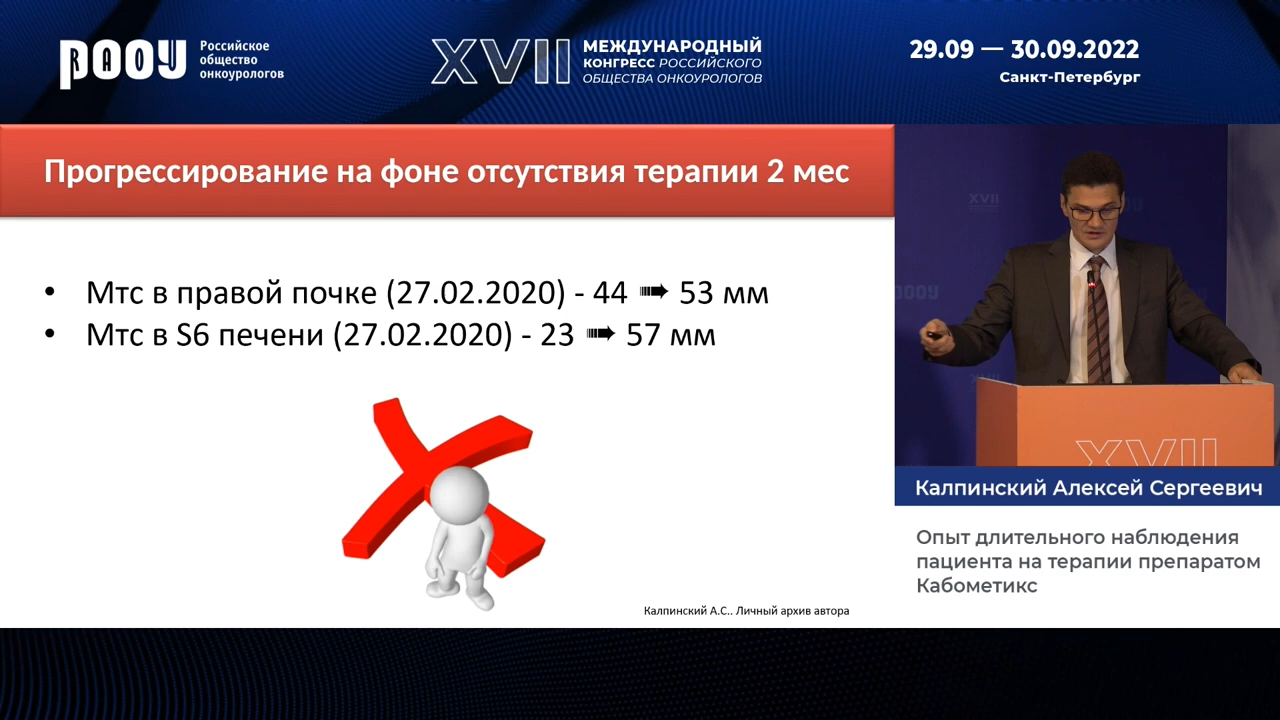 РООУ
Российское
общество
онкоурологов
XVII
МЕЖДУНАРОДНЫЙ
КОНГРЕСС РОССИЙСКОГО
ОБЩЕСТВА ОНКОУРОЛОГОВ
29.09 — 30.09.2022
Санкт-Петербург
Прогрессирование на фоне отсутствия терапии 2 мес
• Мтс в правой почке (27.02.2020) - 44 ➠ 53 мм
• Мтс в S6 печени (27.02.2020) - 23 ➠ 57 мм
Калпинский А.С.. Личный архив автора
XVII
XVII
Калпинский Алексей Сергеевич
Опыт длительного наблюдения
пациента на терапии препаратом
Кабометикс